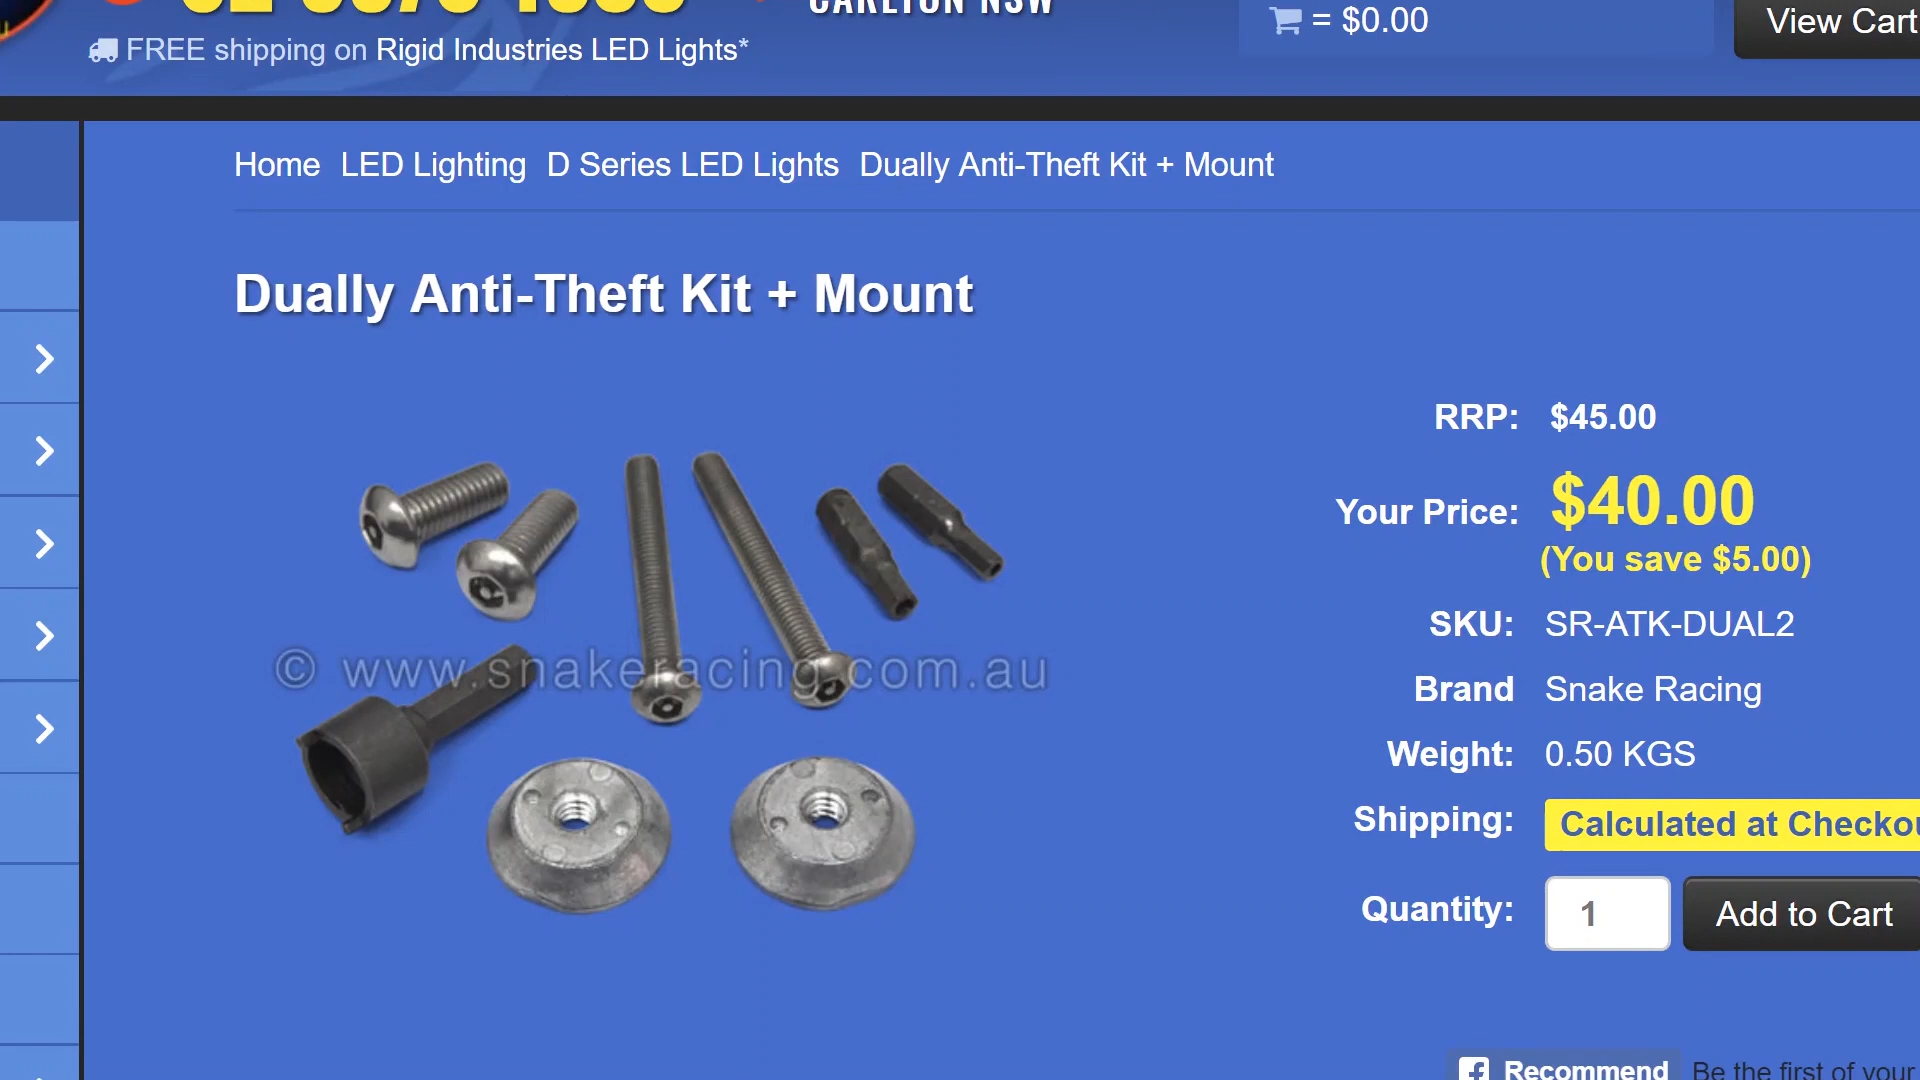 CARLTON NSW
= $0.00
View Cart
FREE shipping on Rigid Industries LED Lights*
Home LED Lighting D Series LED Lights Dually Anti-Theft Kit + Mount
Dually Anti-Theft Kit + Mount
RRP: $45.00
Your Price: $40.00
(You save $5.00)
SKU: SR-ATK-DUAL2
Brand Snake Racing
© www.snakeracing.com.au
Weight: 0.50 KGS
Shipping: Calculated at
Quantity: 1 Add to Cart
Recommend Be the first of your